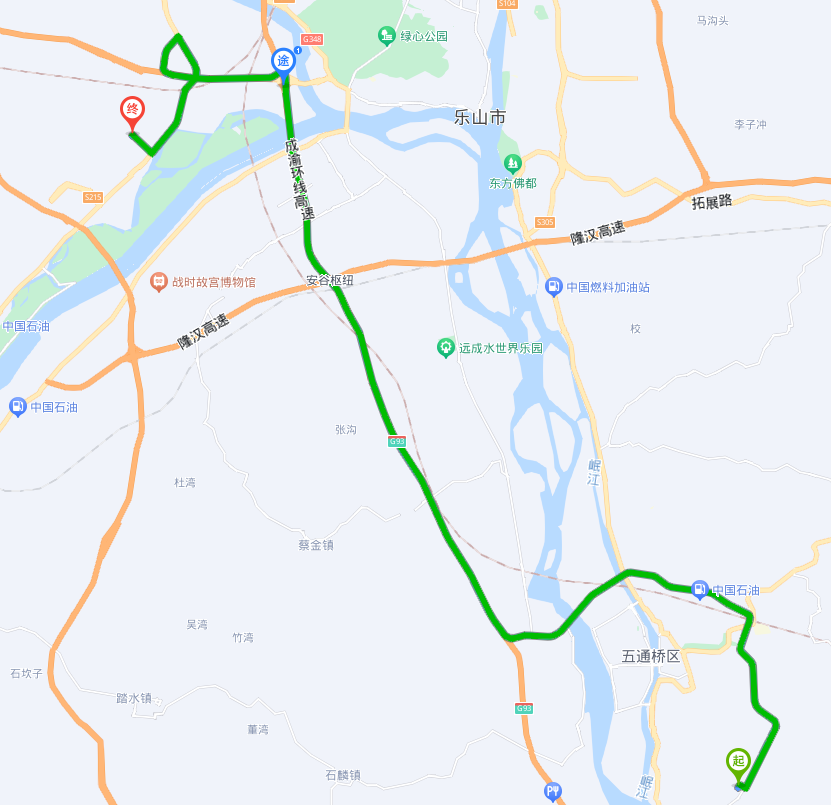 S104
马沟头
绿心公园
G348
途
1
终
乐山市
李子冲
成渝环线高速
东方佛都
S215
拓展路
S305
隆汉高速
战时故宫博物馆
安谷枢纽
中国燃料加油站
中国石油
隆汉高速
校
远成水世界乐园
中国石油
张沟
G93
岷江
杜湾
蔡金镇
中国石油
吴湾
竹湾
五通桥区
石坎子
踏水镇
G93
董湾
起
石麟镇
岷江